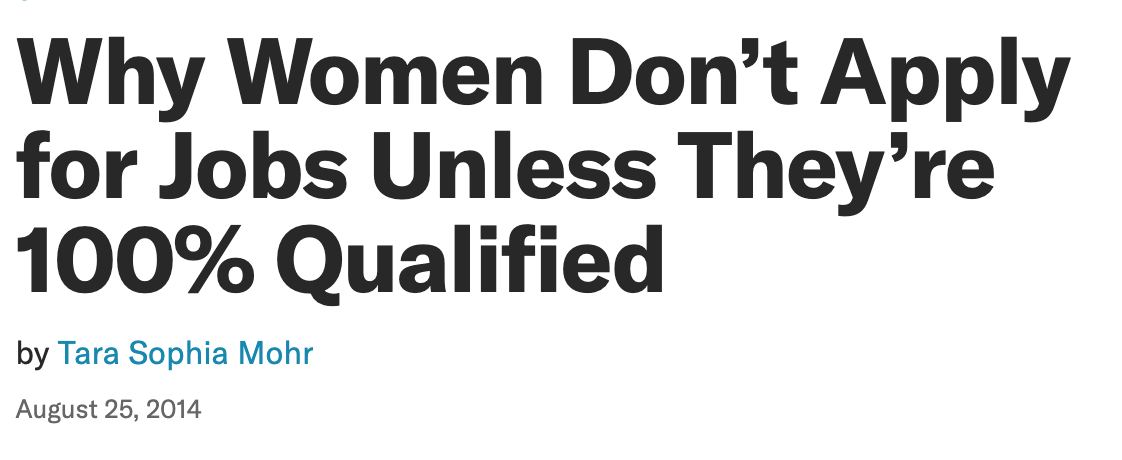 Why Women Don’t Apply
for Jobs Unless They’re
100% Qualified
by Tara Sophia Mohr
August 25, 2014